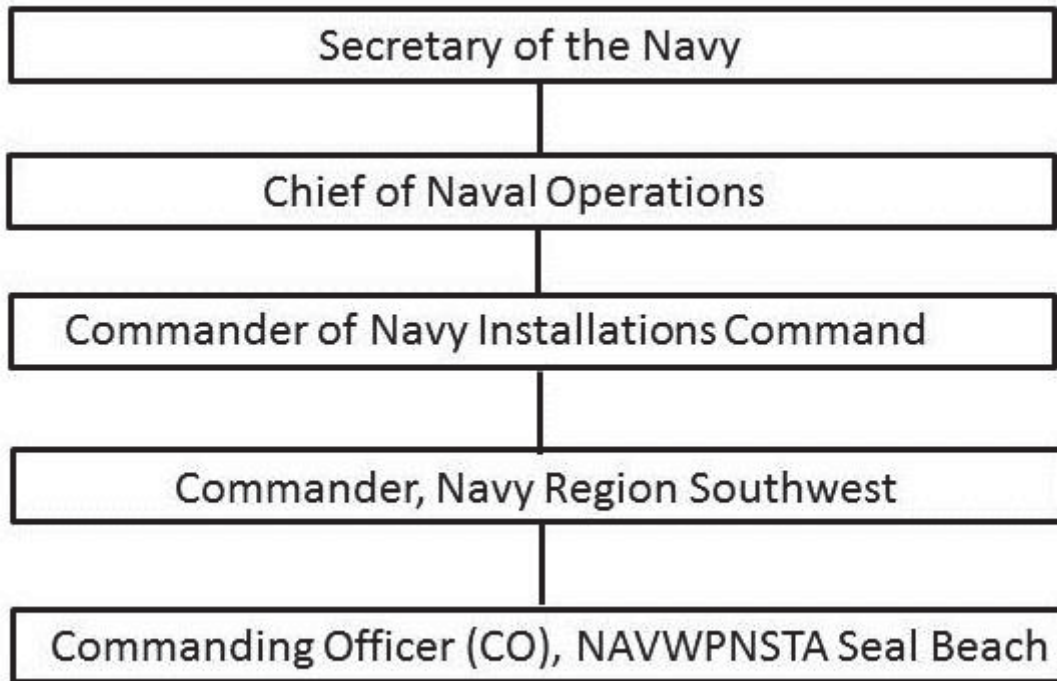 Secretary of the Navy
Chief of Naval Operations
Commander of Navy Installations Command
Commander, Navy Region Southwest
Commanding Officer (CO), NAVWPNSTA Seal Beach